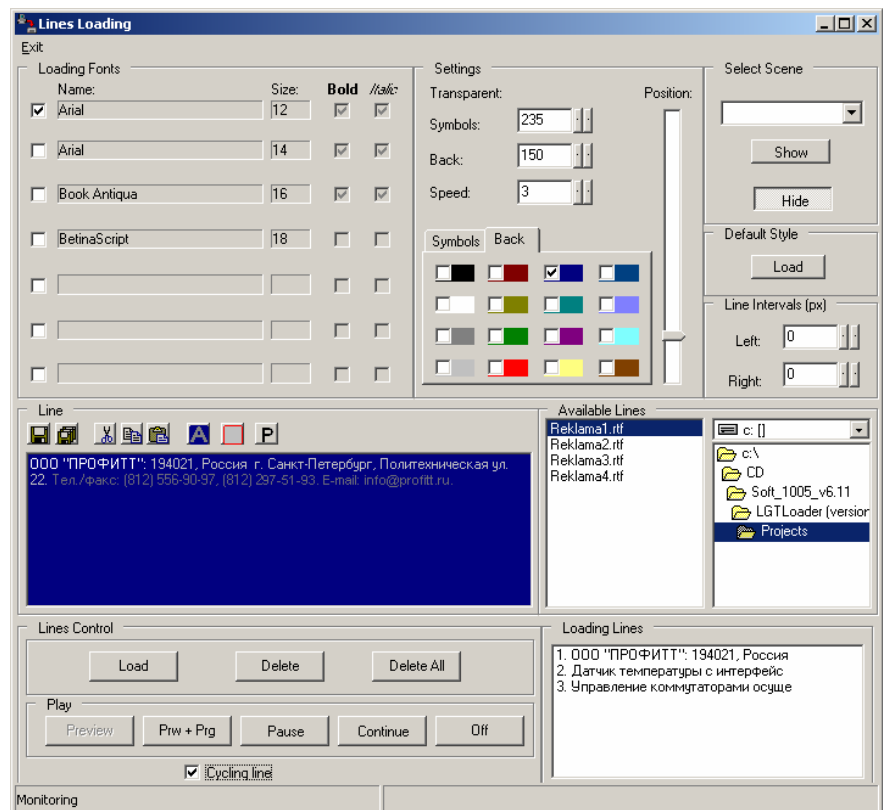 Lines Loading
Exit
Loading Fonts
Name: Size: Bold Italic
Arial 12
Arial 14
Book Antiqua 16
BetinaScript 18
Settings
Transparent: Position:
Symbols: 235
Back: 150
Speed: 3
Symbols Back
Select Scene
Show
Hide
Default Style
Load
Line Intervals (px)
Left: 0
Right: 0
Line
P
ООО "ПРОФИТТ": 194021, Россия г. Санкт-Петербург, Политехническая ул.
22. Тел./факс: (812) 556-90-97, (812) 297-51-93. E-mail: info@profitt.ru.
Available Lines
Reklama1.rtf
Reklama2.rtf
Reklama3.rtf
Reklama4.rtf
c: []
c:\
CD
Soft_1005_v6.11
LGTLoader (version
Projects
Lines Control
Load Delete Delete All
Play
Preview Prw + Prg Pause Continue Off
Cycling line
Loading Lines
1. ООО "ПРОФИТТ": 194021, Россия
2. Датчик температуры с интерфейс
3. Управление коммутаторами осуще
Monitoring